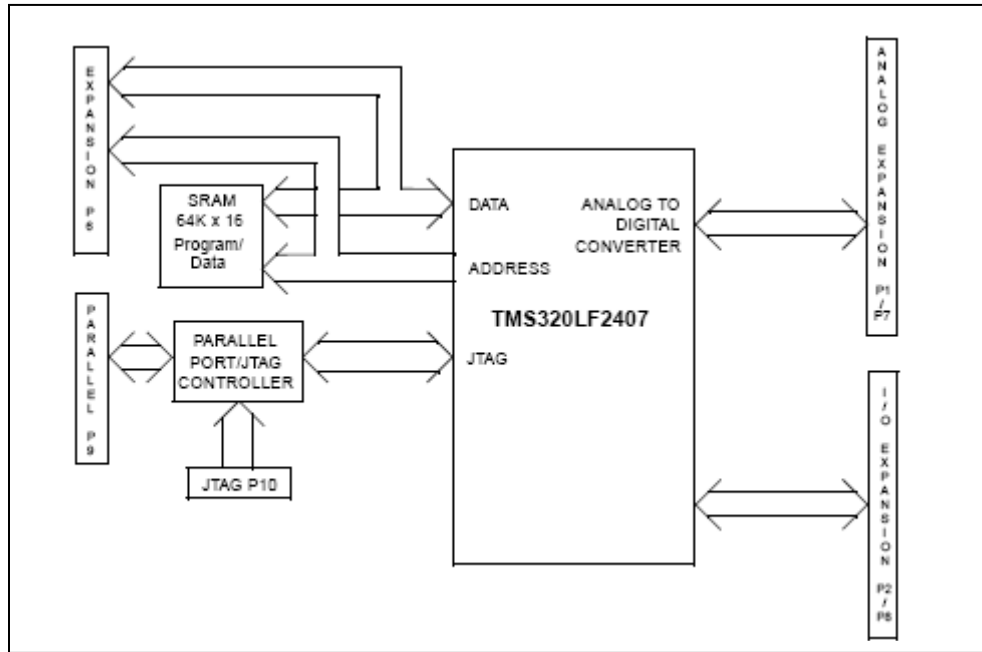 EXPANSION P6
SRAM
64K x 16
Program/
Data
PARALLEL P9
PARALLEL
PORT/JTAG
CONTROLLER
JTAG P10
DATA
ADDRESS
JTAG
ANALOG TO
DIGITAL
CONVERTER
TMS320LF2407
ANALOG EXPANSION P1/P7
I/O EXPANSION P2/P8